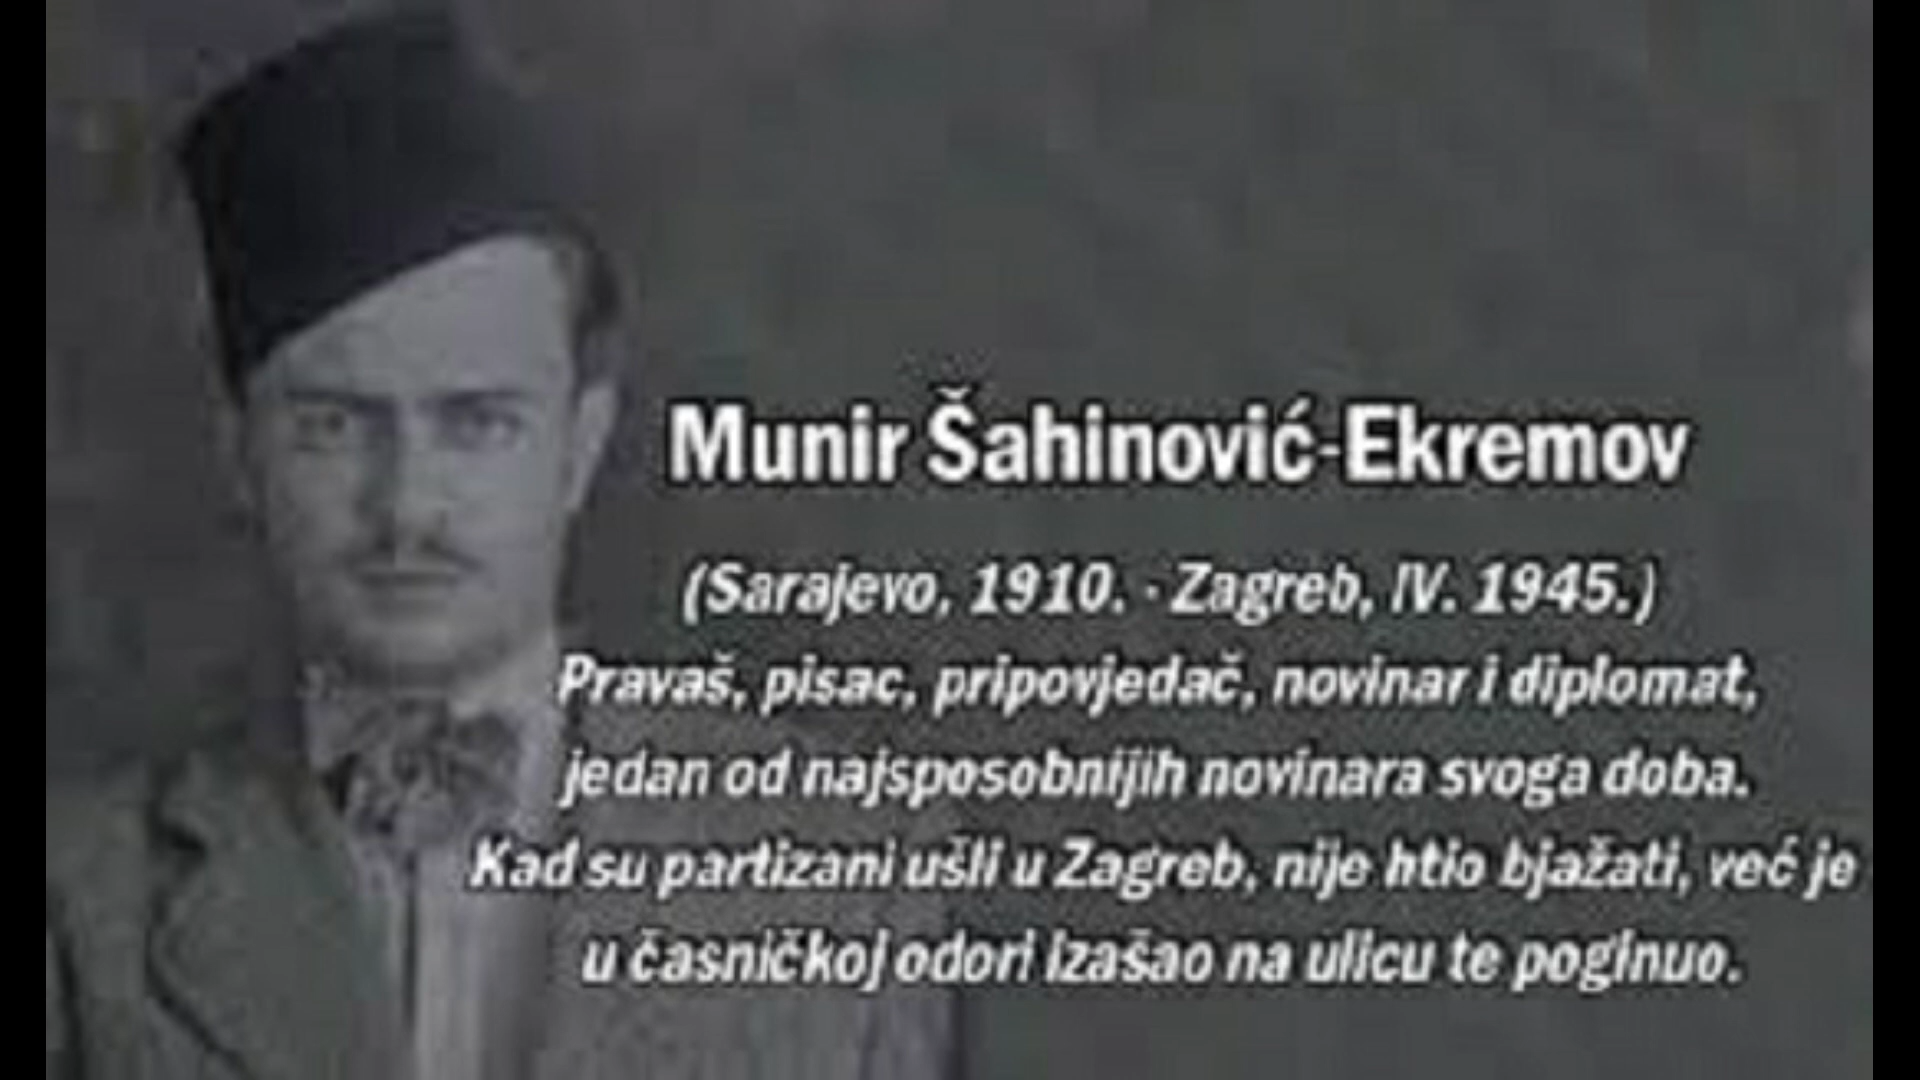 Munir Šahinović-Ekremov
(Sarajevo, 1910. - Zagreb, IV. 1945.)
Pravaš, pisac, pripovjedač, novinar i diplomat,
jedan od najsposobnijih novinara svoga doba.
Kad su partizani ušli u Zagreb, nije htio bjažati, već je
u časničkoj odori izašao na ulicu te poginuo.